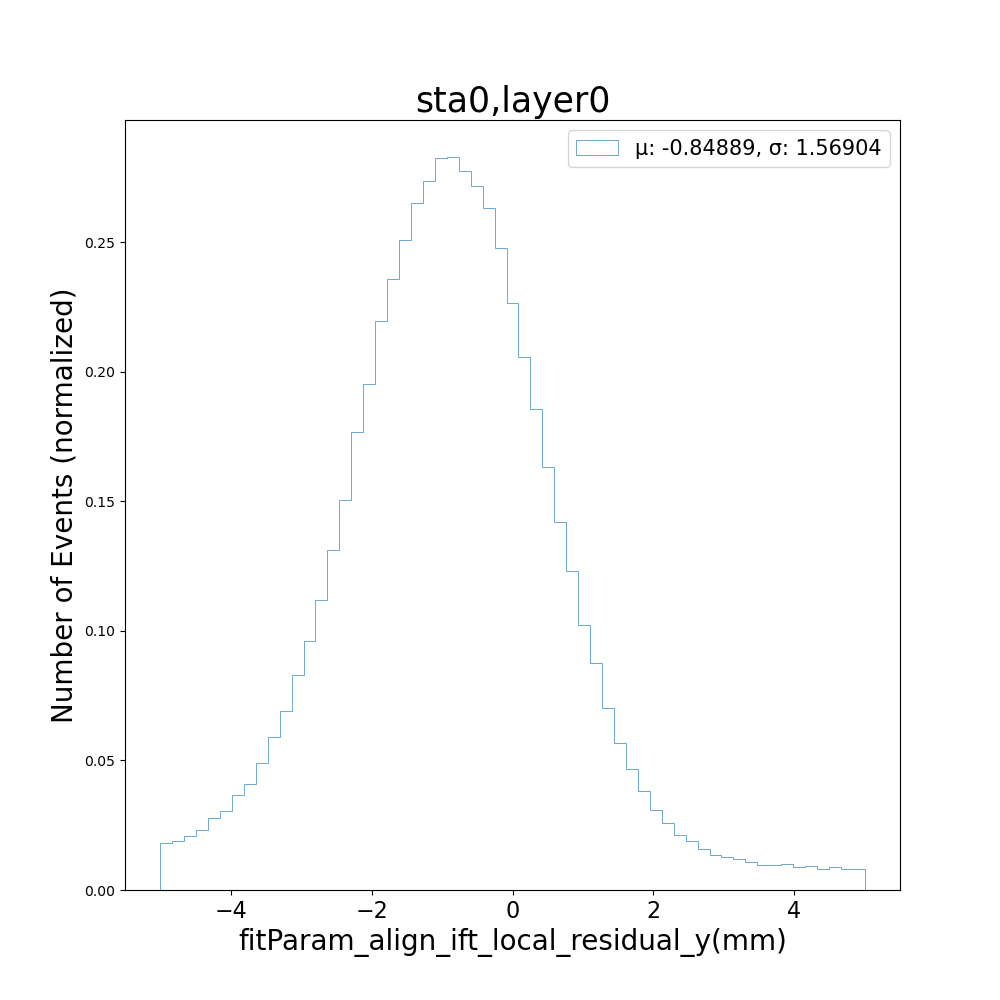 sta0,layer0
μ: -0.84889, σ: 1.56904
Number of Events (normalized)
0.25
0.20
0.15
0.10
0.05
0.00
−4
−2
0
2
4
fitParam_align_ift_local_residual_y(mm)